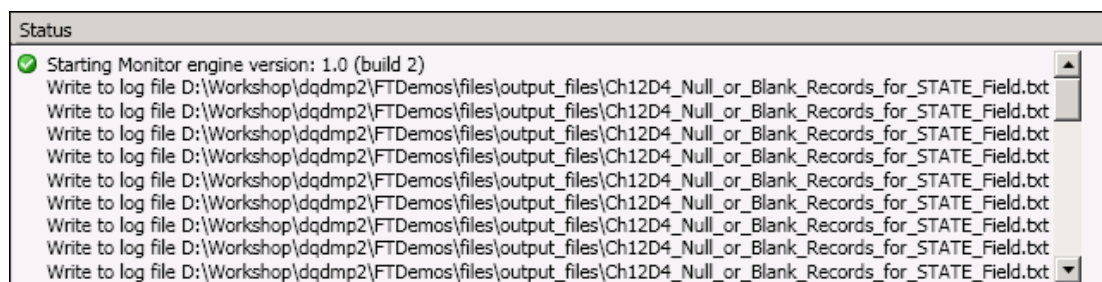 Status
Starting Monitor engine version: 1.0 (build 2)
Write to log file D:\Workshop\dqdmp2\FTDemos\files\output_files\Ch12D4_Null_or_Blank_Records_for_STATE_Field.txt
Write to log file D:\Workshop\dqdmp2\FTDemos\files\output_files\Ch12D4_Null_or_Blank_Records_for_STATE_Field.txt
Write to log file D:\Workshop\dqdmp2\FTDemos\files\output_files\Ch12D4_Null_or_Blank_Records_for_STATE_Field.txt
Write to log file D:\Workshop\dqdmp2\FTDemos\files\output_files\Ch12D4_Null_or_Blank_Records_for_STATE_Field.txt
Write to log file D:\Workshop\dqdmp2\FTDemos\files\output_files\Ch12D4_Null_or_Blank_Records_for_STATE_Field.txt
Write to log file D:\Workshop\dqdmp2\FTDemos\files\output_files\Ch12D4_Null_or_Blank_Records_for_STATE_Field.txt
Write to log file D:\Workshop\dqdmp2\FTDemos\files\output_files\Ch12D4_Null_or_Blank_Records_for_STATE_Field.txt
Write to log file D:\Workshop\dqdmp2\FTDemos\files\output_files\Ch12D4_Null_or_Blank_Records_for_STATE_Field.txt
Write to log file D:\Workshop\dqdmp2\FTDemos\files\output_files\Ch12D4_Null_or_Blank_Records_for_STATE_Field.txt